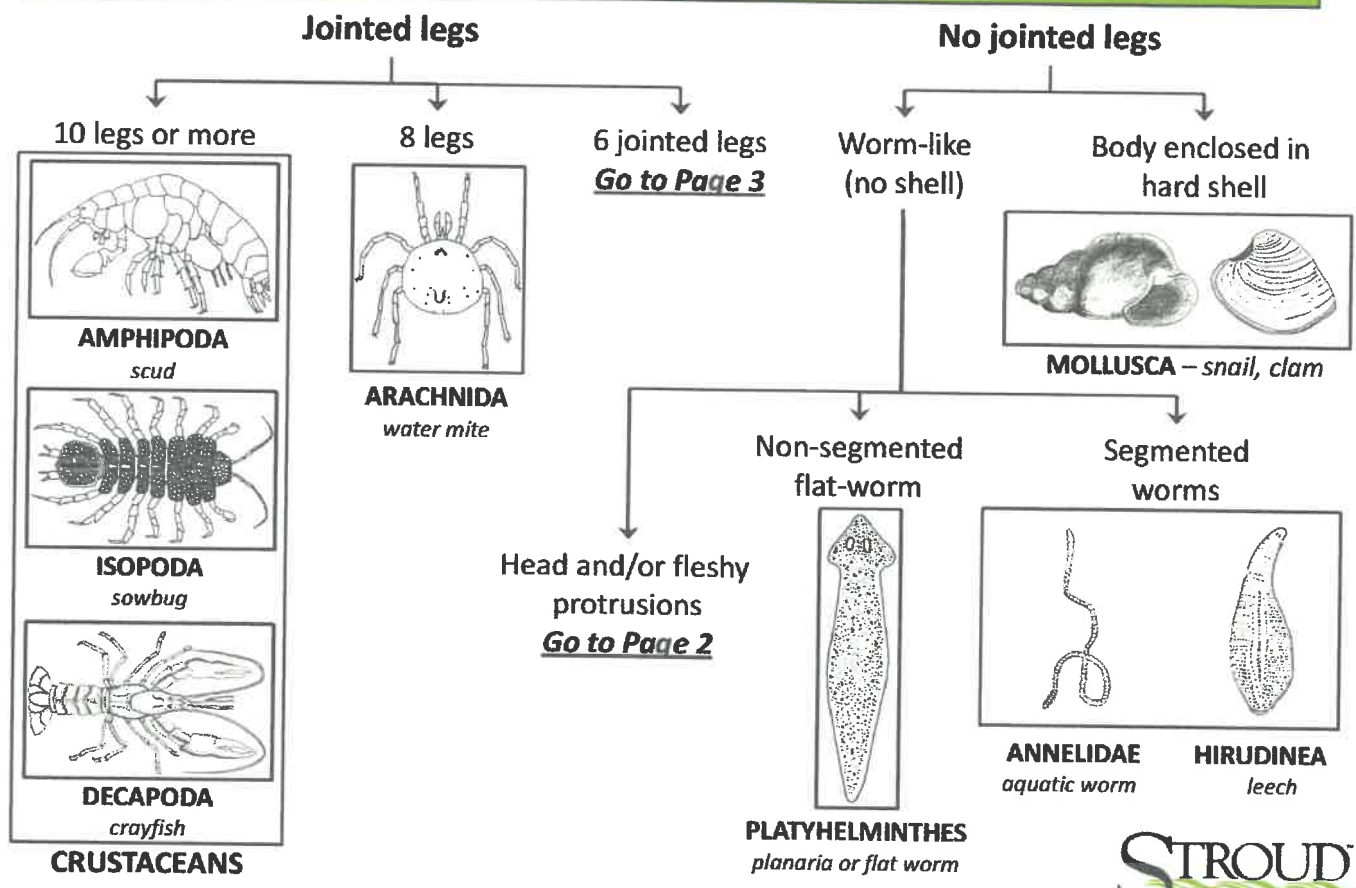 Jointed legs
10 legs or more
AMPHIPODA
scud
ISOPODA
sowbug
DECAPODA
crayfish
CRUSTACEANS
8 legs
ARACHNIDA
water mite
6 jointed legs
Go to Page 3
No jointed legs
Worm-like
(no shell)
Head and/or fleshy
protrusions
Go to Page 2
Non-segmented
flat-worm
PLATYHELMINTHES
planaria or flat worm
Segmented
worms
ANNELIDAE
aquatic worm
HIRUDINEA
leech
Body enclosed in
hard shell
MOLLUSCA – snail, clam
STROUD™